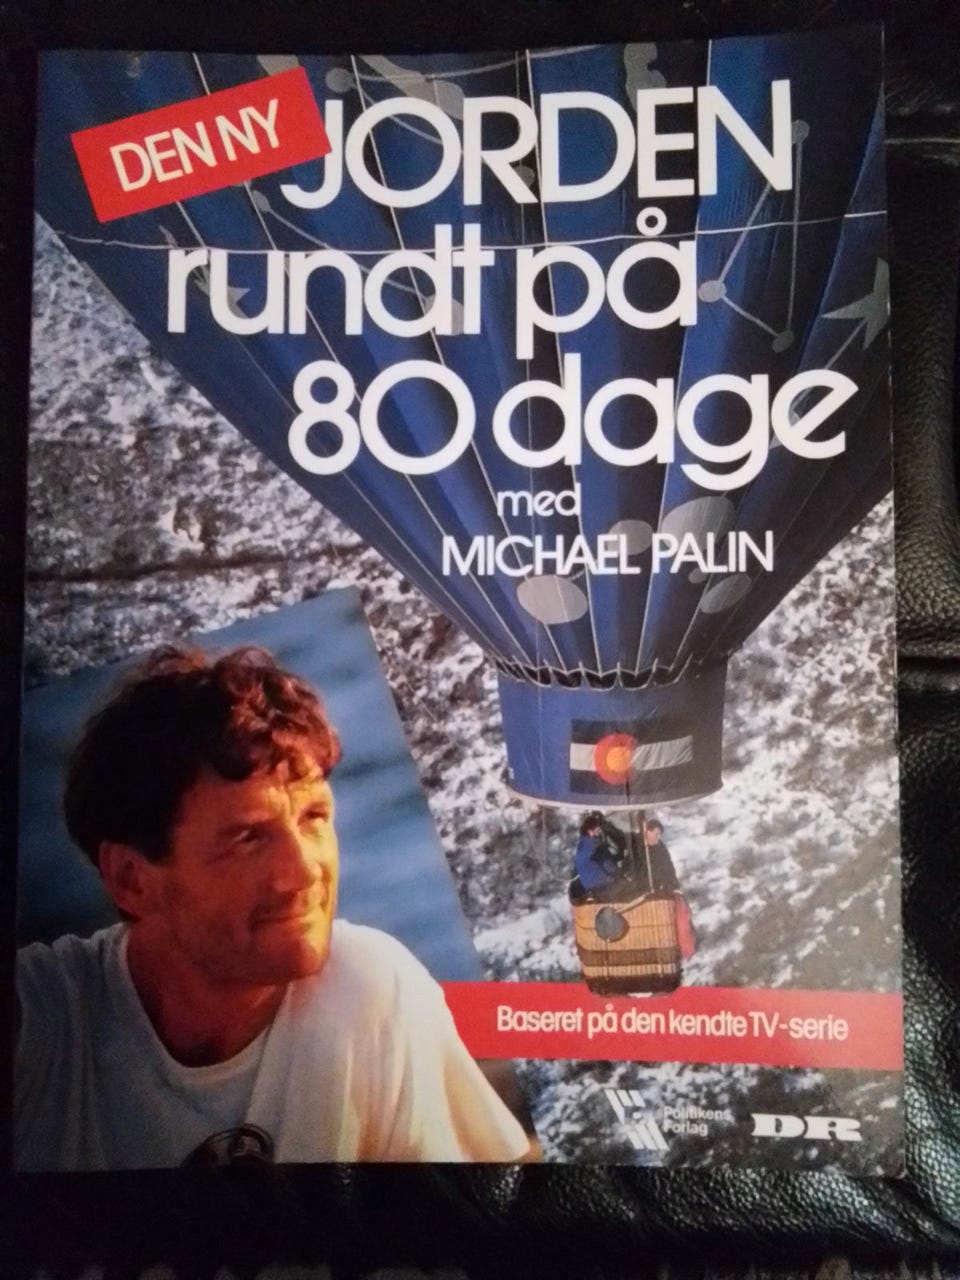 DEN NY
JORDEN
rundt på
80 dage
med
MICHAEL PALIN
Baseret på den kendte TV-serie
Politikens
Forlag
DR